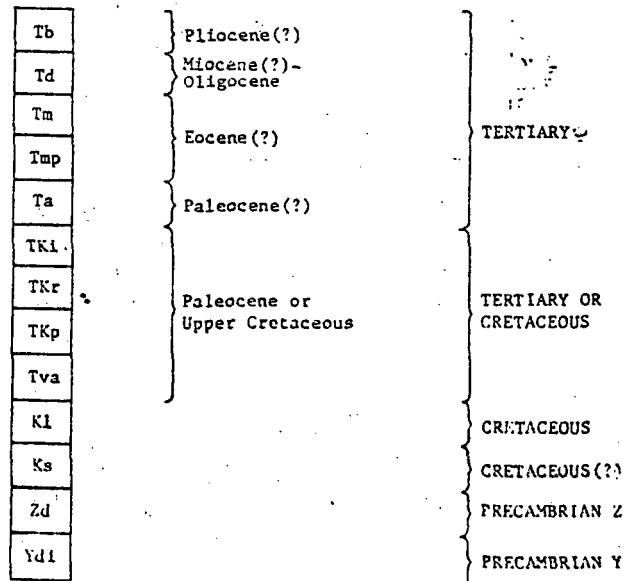 Tb
Pliocene(?)
Td
Miocene(?)-
Oligocene
Tm
Eocene(?)
TERTIARY
Tmp
Ta
Paleocene(?)
TKi
TKr
Paleocene or
Upper Cretaceous
TERTIARY OR
CRETACEOUS
TKp
Tva
Kl
CRETACEOUS
Ks
CRETACEOUS(?)
Zd
PRECAMBRIAN Z
Ydi
PRECAMBRIAN Y